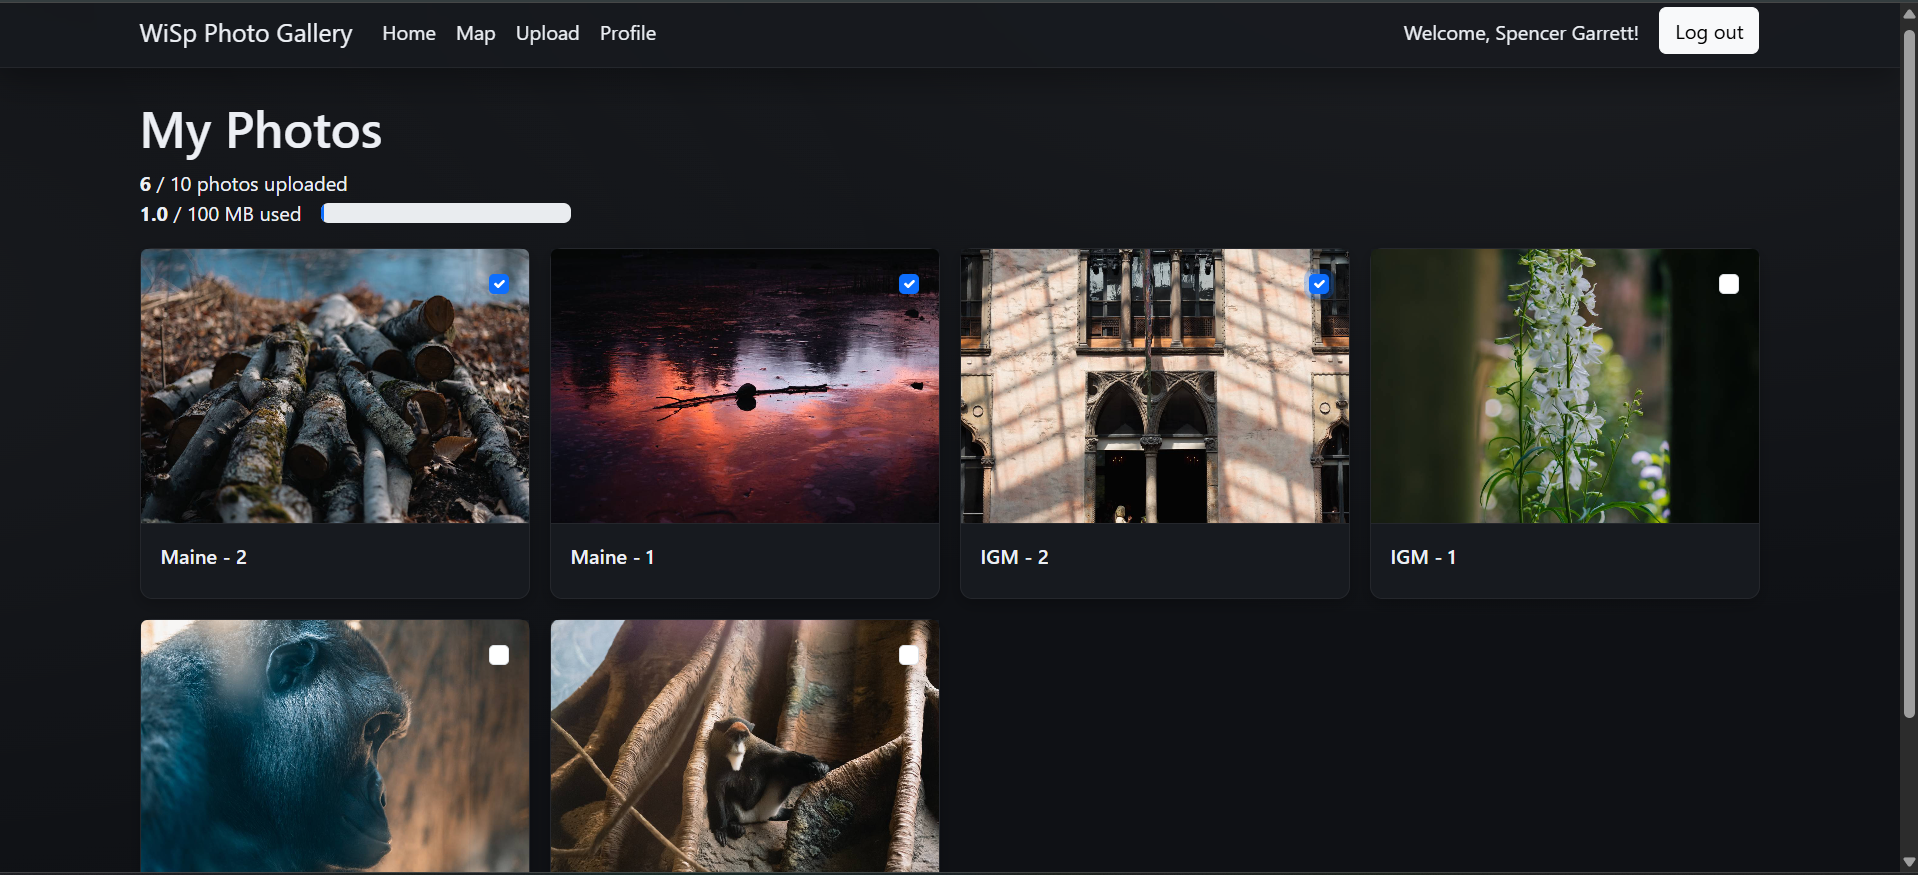 WiSp Photo Gallery Home Map Upload Profile Welcome, Spencer Garrett! Log out
My Photos
6 / 10 photos uploaded
1.0 / 100 MB used
Maine - 2
Maine - 1
IGM - 2
IGM - 1